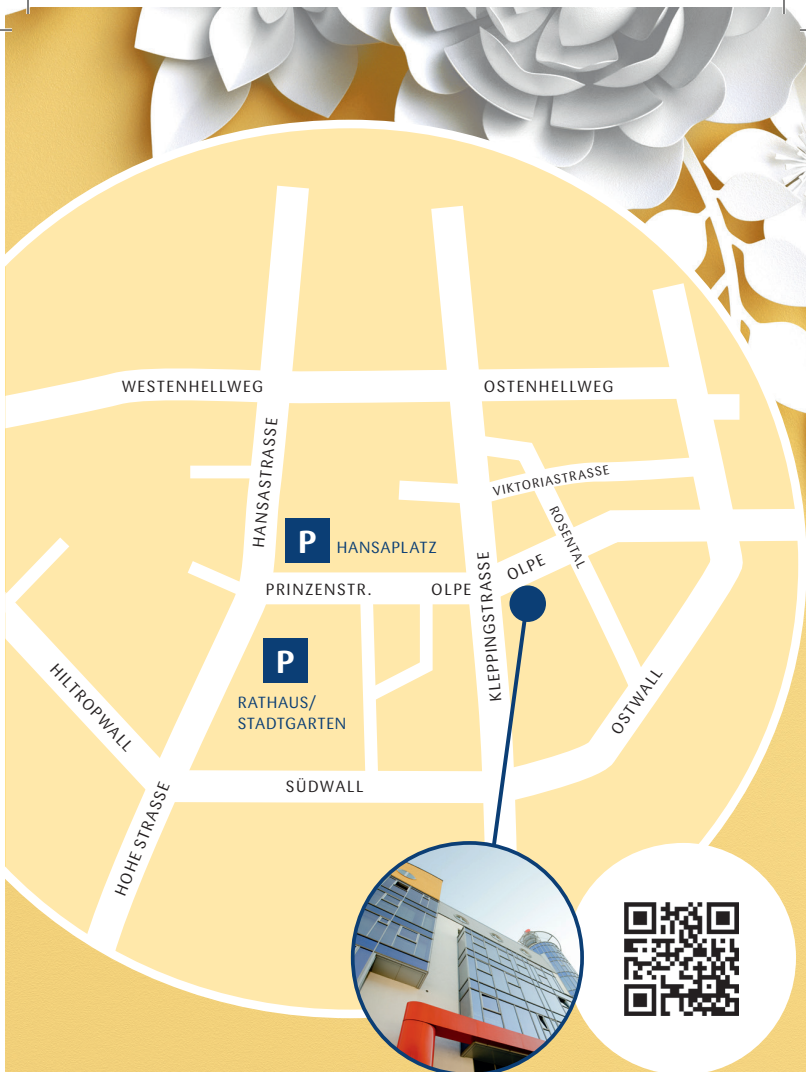 WESTENHELLWEG
OSTENHELLWEG
HANSASTRASSE
VIKTORIASTRASSE
ROSENTAL
P HANSAPLATZ
PRINZENSTR.
OLPE
OLPE
KLEPPINGSTRASSE
P
RATHAUS/
STADTGARTEN
HILTROPWALL
OSTWALL
SÜDWALL
HOHE STRASSE